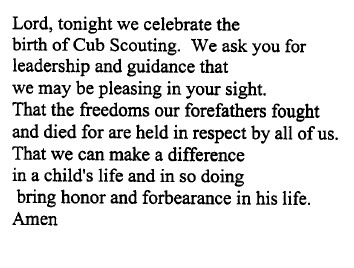 Lord, tonight we celebrate the
birth of Cub Scouting.  We ask you for
leadership and guidance that
we may be pleasing in your sight.
That the freedoms our forefathers fought
and died for are held in respect by all of us.
That we can make a difference
in a child's life and in so doing
 bring honor and forbearance in his life.
Amen